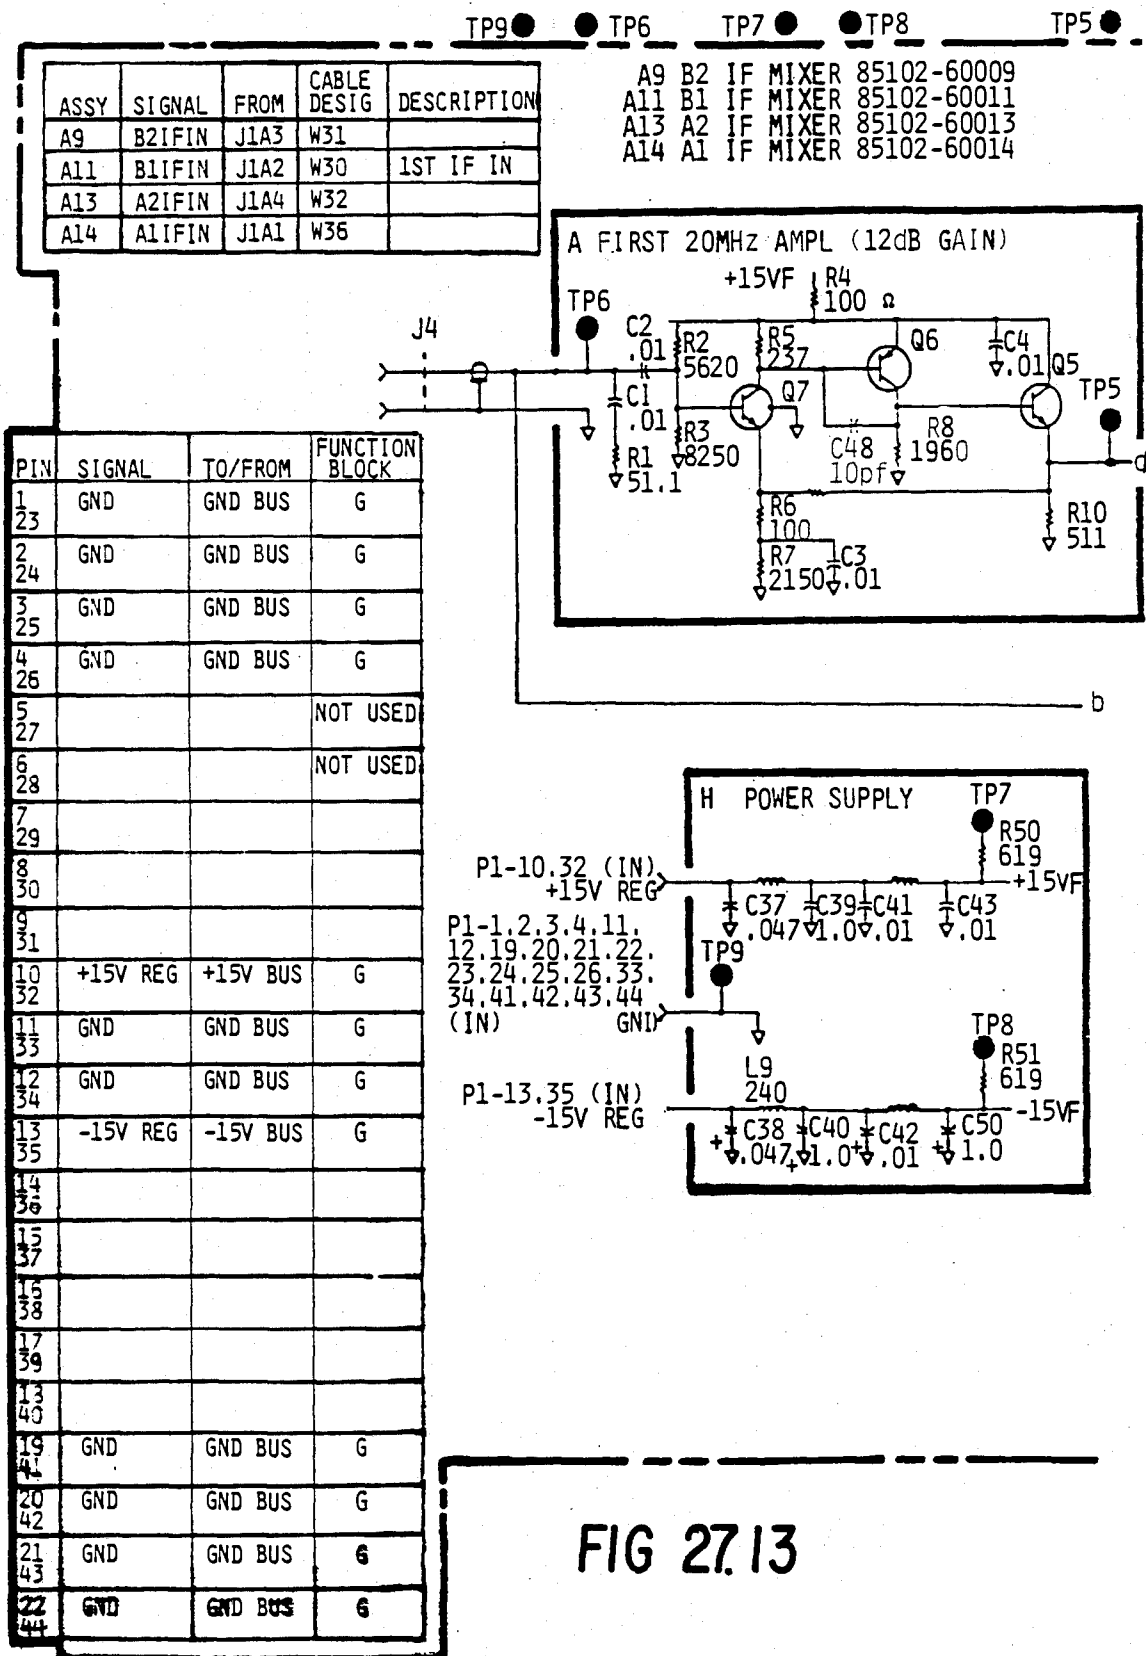 TP9 TP6 TP7 TP8 TP5
ASSY SIGNAL FROM CABLE DESIG DESCRIPTION
A9 B2IFIN J1A3 W31
A11 B1IFIN J1A2 W30 1ST IF IN
A13 A2IFIN J1A4 W32
A14 A1IFIN J1A1 W36
A9 B2 IF MIXER 85102-60009
A11 B1 IF MIXER 85102-60011
A13 A2 IF MIXER 85102-60013
A14 A1 IF MIXER 85102-60014
A FIRST 20MHz AMPL (12dB GAIN)
+15VF
R4
100 Ω
TP6
J4
C2
.01
R2
5620
R5
237
Q6
C4
.01
Q5
Q7
TP5
C1
.01
R3
8250
R1
51.1
C48
10pf
R8
1960
d
R6
100
R7
2150
C3
.01
R10
511
b
PIN SIGNAL TO/FROM FUNCTION BLOCK
1 23 GND GND BUS G
2 24 GND GND BUS G
3 25 GND GND BUS G
4 26 GND GND BUS G
5 27 NOT USED
6 28 NOT USED
7 29
8 30
9 31
10 32 +15V REG +15V BUS G
11 33 GND GND BUS G
12 34 GND GND BUS G
13 35 -15V REG -15V BUS G
14 36
15 37
16 38
17 39
18 40
19 41 GND GND BUS G
20 42 GND GND BUS G
21 43 GND GND BUS G
22 44 GND GND BUS G
H POWER SUPPLY
TP7
R50
619
P1-10.32 (IN)
+15V REG
+15VF
C37
.047
C39
1.0
C41
.01
C43
.01
P1-1.2.3.4.11.
12.19.20.21.22.
23.24.25.26.33.
34.41.42.43.44
(IN) GND
TP9
TP8
R51
619
L9
240
P1-13.35 (IN)
-15V REG
-15VF
+ C38
.047
+ C40
1.0
+ C42
.01
+ C50
1.0
FIG 27.13